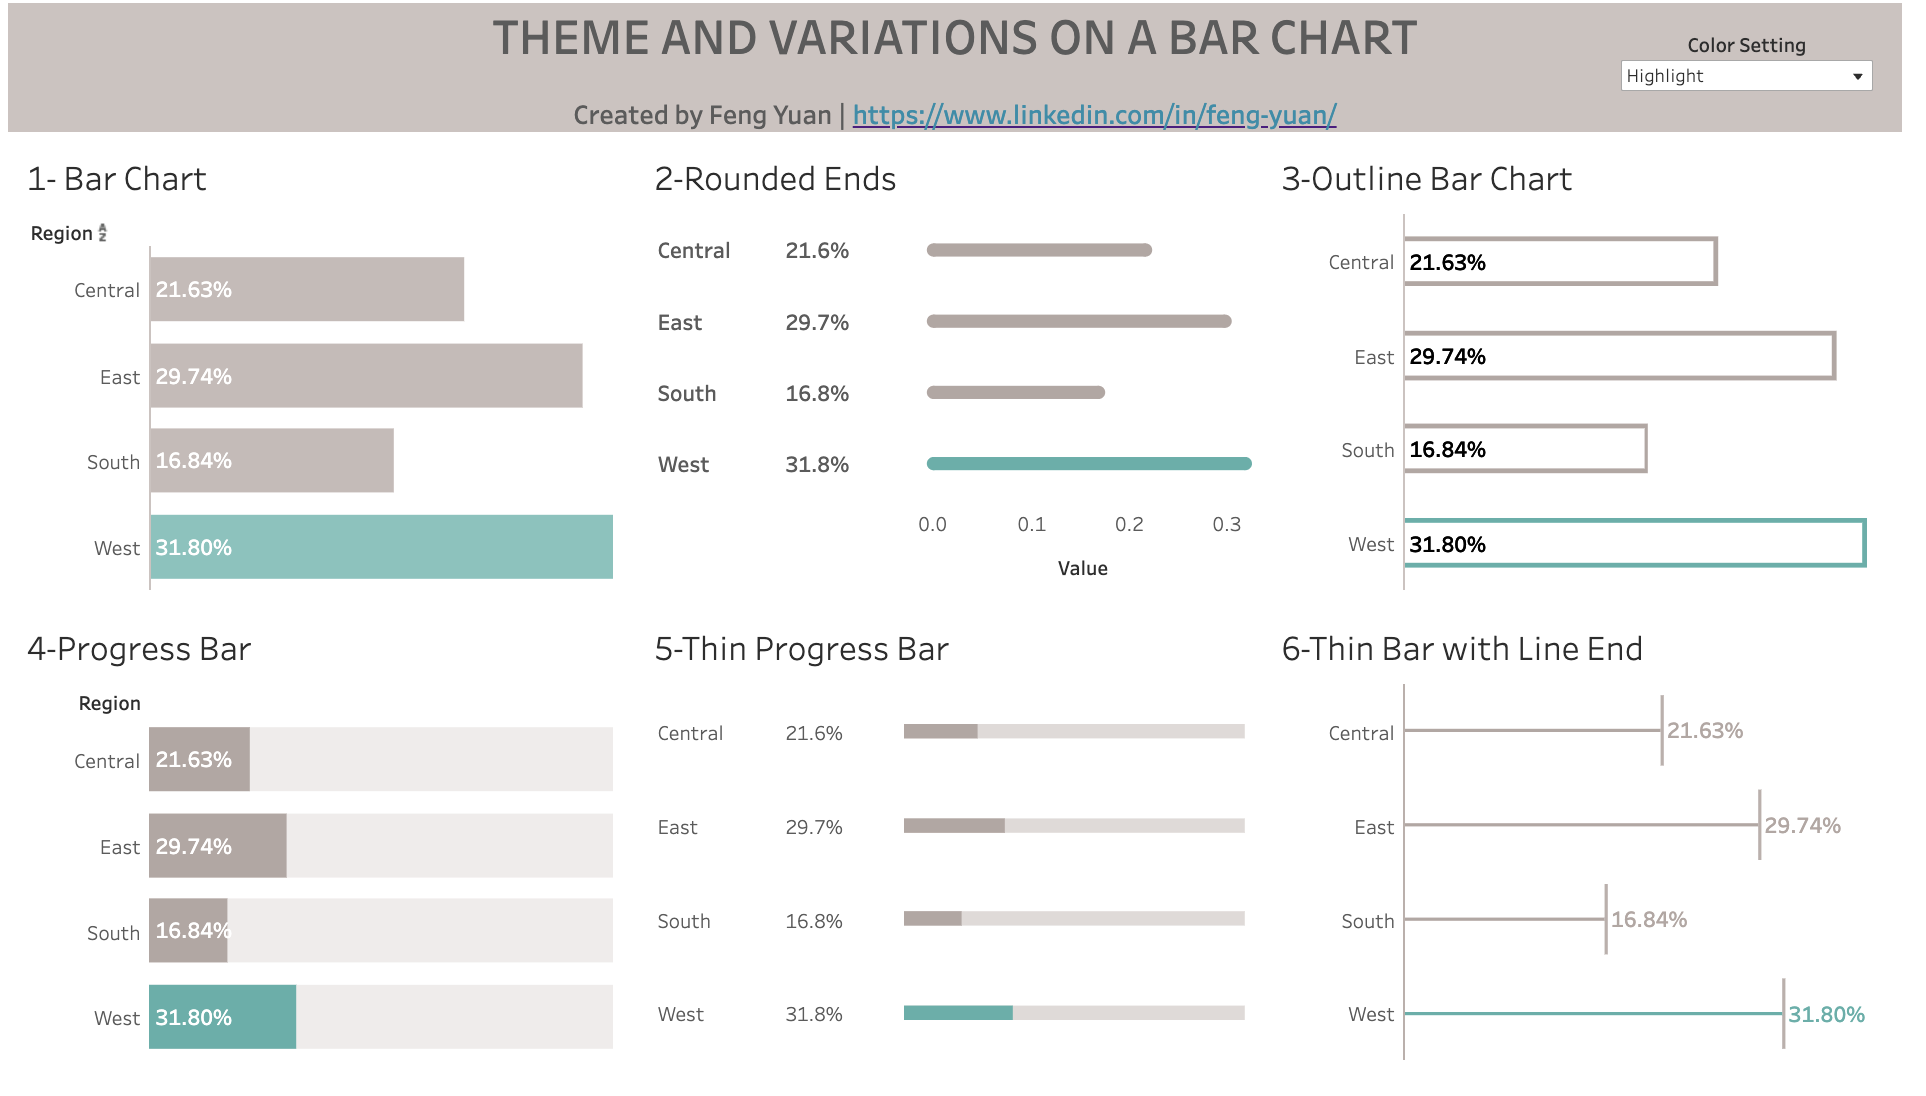 THEME AND VARIATIONS ON A BAR CHART
Color Setting
Highlight
Created by Feng Yuan | https://www.linkedin.com/in/feng-yuan/
1- Bar Chart
Region
Central 21.63%
East 29.74%
South 16.84%
West 31.80%
2-Rounded Ends
Central 21.6%
East 29.7%
South 16.8%
West 31.8%
0.0 0.1 0.2 0.3
Value
3-Outline Bar Chart
Central 21.63%
East 29.74%
South 16.84%
West 31.80%
4-Progress Bar
Region
Central 21.63%
East 29.74%
South 16.84%
West 31.80%
5-Thin Progress Bar
Central 21.6%
East 29.7%
South 16.8%
West 31.8%
6-Thin Bar with Line End
Central 21.63%
East 29.74%
South 16.84%
West 31.80%